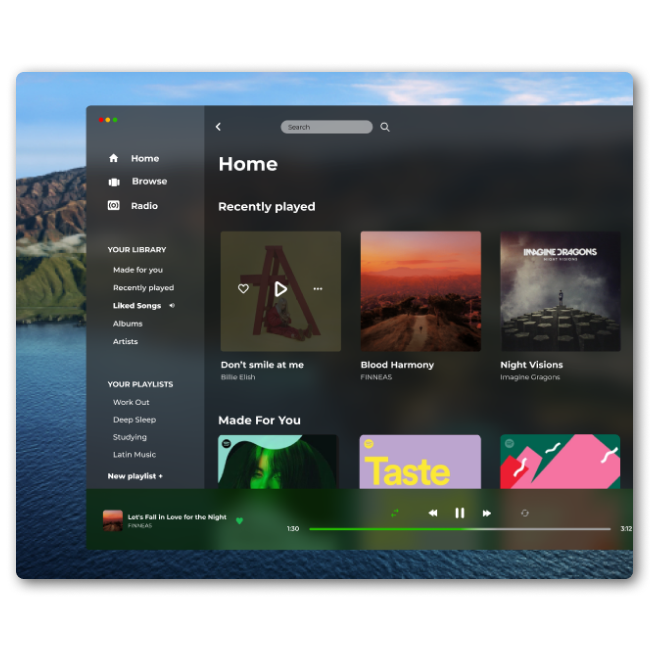 Search
Home
Browse
Radio
YOUR LIBRARY
Made for you
Recently played
Liked Songs
Albums
Artists
YOUR PLAYLISTS
Work Out
Deep Sleep
Studying
Latin Music
New playlist +
Home
Recently played
Don't smile at me
Billie Elish
Blood Harmony
FINNEAS
IMAGINE DRAGONS
NIGHT VISIONS
Night Visions
Imagine Gragons
Made For You
Taste
Let's Fall in Love for the Night
FINNEAS
1:30
3:12